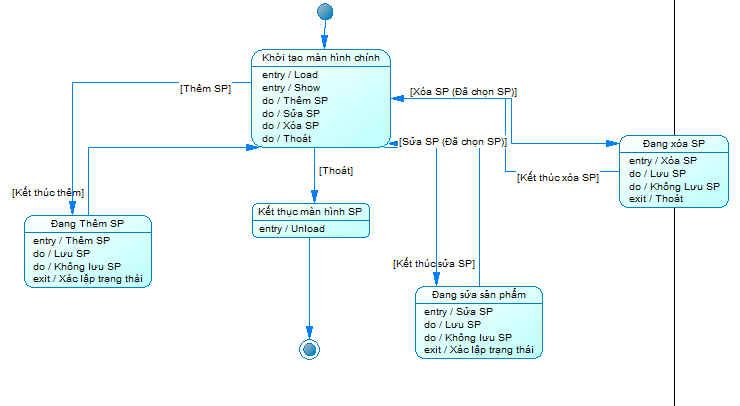 Khởi tạo màn hình chính
entry / Load
entry / Show
do / Thêm SP
do / Sửa SP
do / Xóa SP
do / Thoát
[Thêm SP]
[Xóa SP (Đã chọn SP)]
[Sửa SP (Đã chọn SP)]
Đang xóa SP
entry / Xóa SP
do / Lưu SP
do / Không Lưu SP
exit / Thoát
[Thoát]
[Kết thúc xóa SP]
[Kết thúc thêm]
Kết thục màn hình SP
entry / Unload
Đang Thêm SP
entry / Thêm SP
do / Lưu SP
do / Không lưu SP
exit / Xác lập trạng thái
[Kết thúc sửa SP]
Đang sửa sản phẩm
entry / Sửa SP
do / Lưu SP
do / Không lưu SP
exit / Xác lập trạng thái